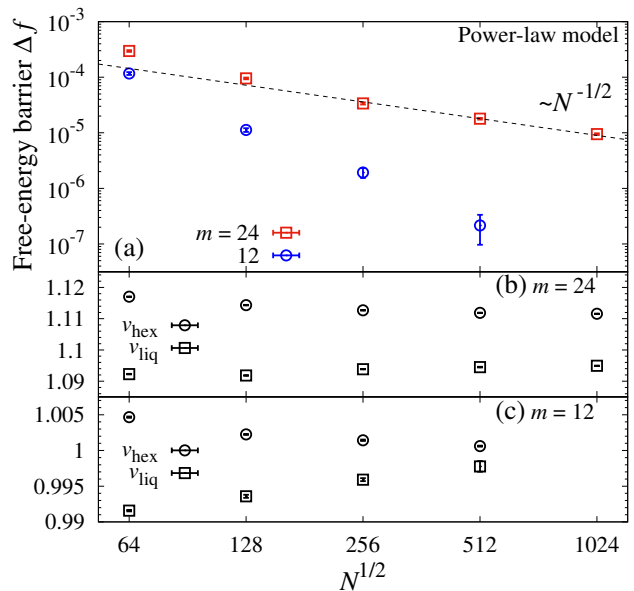 Free-energy barrier Δf
10^-3
10^-4
10^-5
10^-6
10^-7
Power-law model
~N^-1/2
m = 24
12
(a)
1.12
1.11
1.1
1.09
(b) m = 24
v_hex
v_liq
1.005
1
0.995
0.99
(c) m = 12
v_hex
v_liq
64 128 256 512 1024
N^1/2